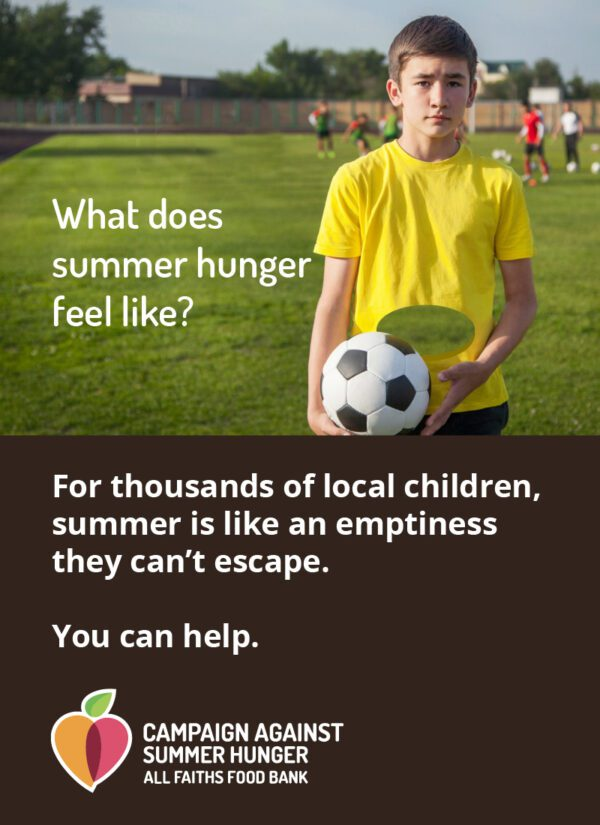 What does
summer hunger
feel like?
For thousands of local children,
summer is like an emptiness
they can’t escape.
You can help.
CAMPAIGN AGAINST
SUMMER HUNGER
ALL FAITHS FOOD BANK